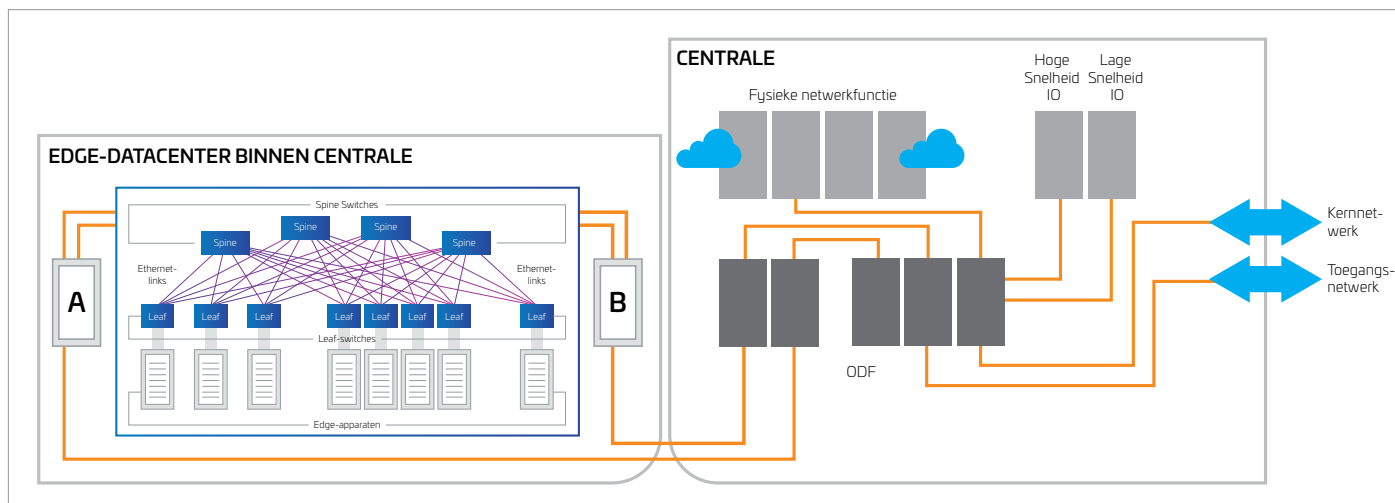 EDGE-DATACENTER BINNEN CENTRALE
Spine Switches
Spine
Spine
Spine
Spine
Ethernet-
links
Ethernet-
links
A
B
Leaf
Leaf
Leaf
Leaf
Leaf
Leaf
Leaf
Leaf
Leaf-switches
Edge-apparaten
CENTRALE
Fysieke netwerkfunctie
Hoge
Snelheid
IO
Lage
Snelheid
IO
ODF
Kernnet-
werk
Toegangs-
netwerk